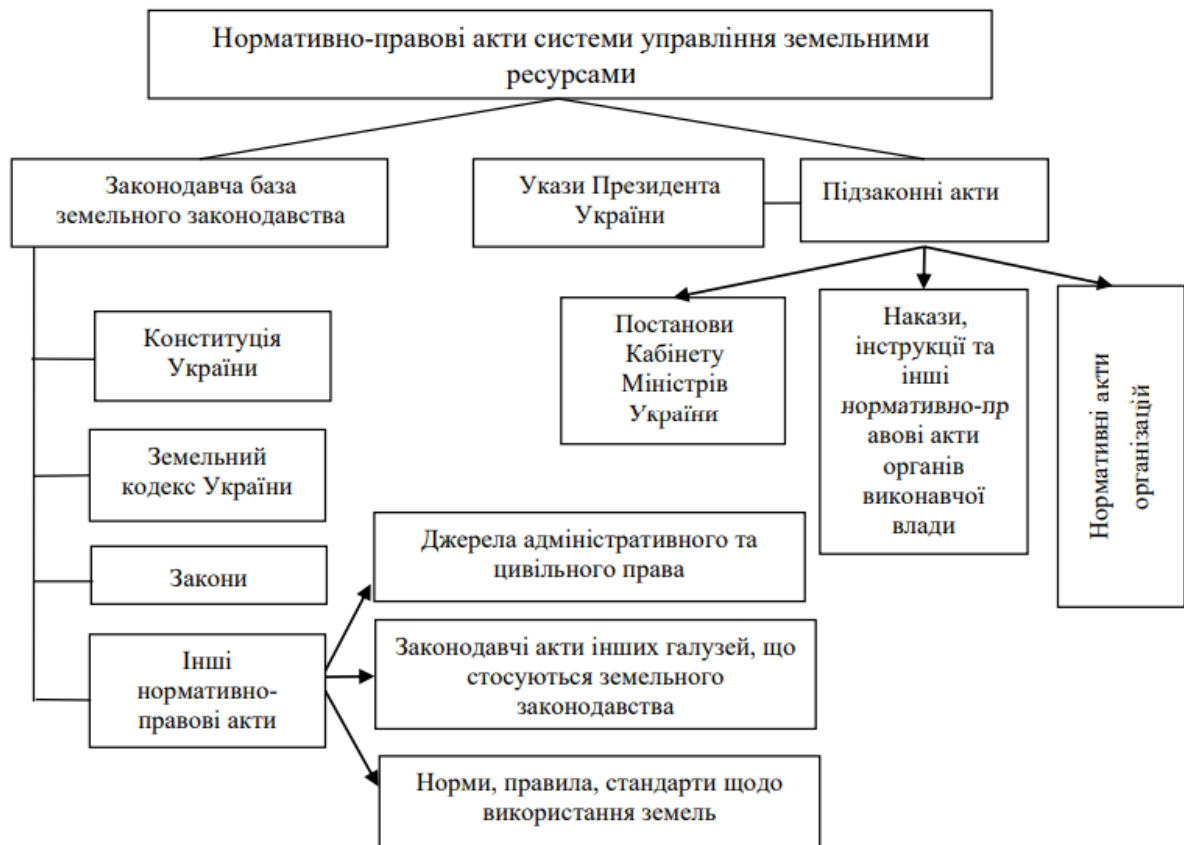 Нормативно-правові акти системи управління земельними
ресурсами
Законодавча база
земельного законодавства
Укази Президента
України
Підзаконні акти
Конституція
України
Земельний
кодекс України
Закони
Інші
нормативно-
правові акти
Постанови
Кабінету
Міністрів
України
Накази,
інструкції та
інші
нормативно-пр
авові акти
органів
виконавчої
влади
Нормативні акти
організацій
Джерела адміністративного та
цивільного права
Законодавчі акти інших галузей, що
стосуються земельного
законодавства
Норми, правила, стандарти щодо
використання земель